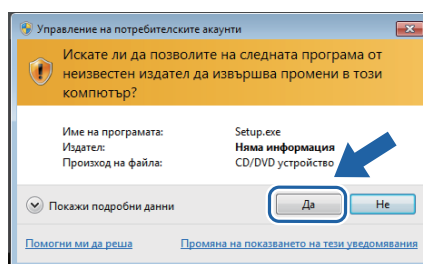 Управление на потребителските акаунти
Искате ли да позволите на следната програма от
неизвестен издател да извършва промени в този
компютър?
Име на програмата: Setup.exe
Издател: Няма информация
Произход на файла: CD/DVD устройство
Покажи подробни данни Да Не
Помогни ми да реша Промяна на показването на тези уведомявания